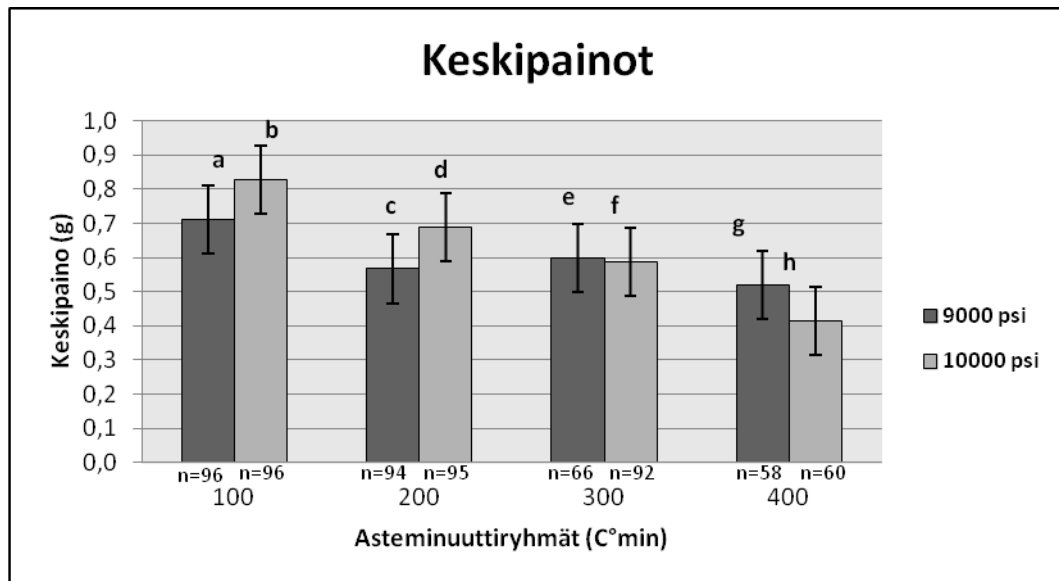 Keskipainot
Keskipaino (g)
1,0
0,9
0,8
0,7
0,6
0,5
0,4
0,3
0,2
0,1
0,0
a
b
c
d
e
f
g
h
n=96
n=96
n=94
n=95
n=66
n=92
n=58
n=60
100
200
300
400
Asteminuuttiryhmät (C°min)
9000 psi
10000 psi